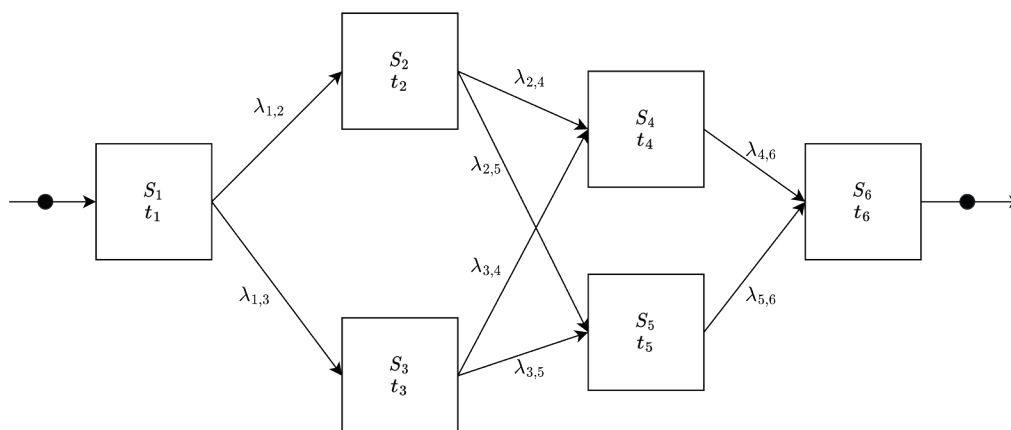 S₂
t₂
λ₂,₄
S₄
t₄
λ₁,₂
λ₄,₆
λ₂,₅
S₁
t₁
S₆
t₆
λ₃,₄
λ₁,₃
λ₅,₆
S₅
t₅
S₃
t₃
λ₃,₅